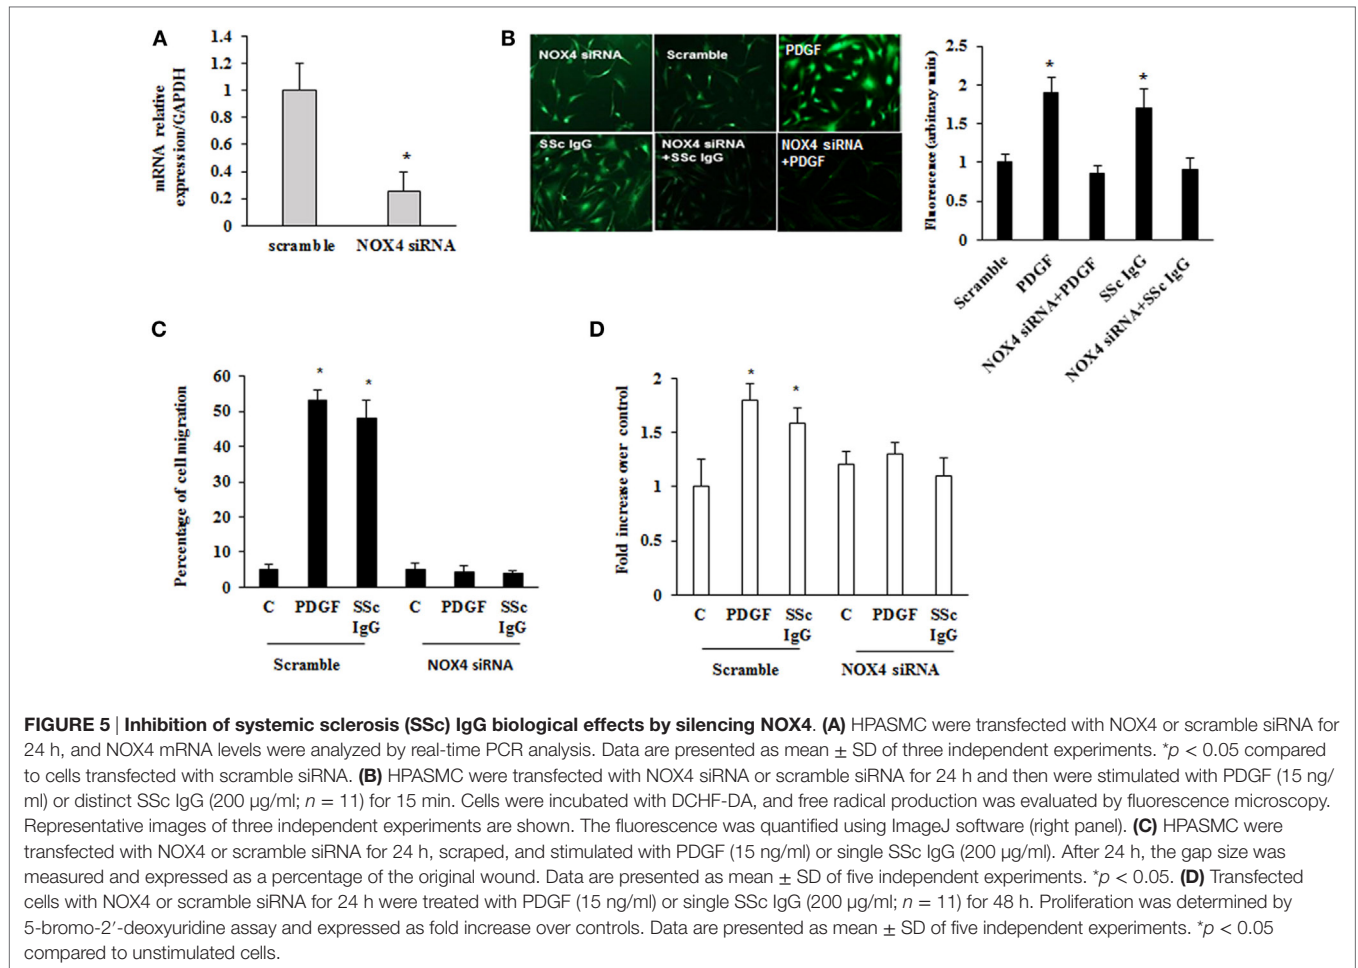 A
1.4
1.2
1
0.8
0.6
0.4
0.2
0
mRNA relative
expression/GAPDH
*
scramble
NOX4 siRNA
B
NOX4 siRNA
Scramble
PDGF
SSc IgG
NOX4 siRNA
+SSc IgG
NOX4 siRNA
+PDGF
2.5
2
1.5
1
0.5
0
Fluorescence (arbitrary units)
*
*
Scramble
PDGF
NOX4 siRNA+PDGF
SSc IgG
NOX4 siRNA+SSc IgG
C
60
50
40
30
20
10
0
Percentage of cell migration
*
*
C PDGF SSc
IgG
C PDGF SSc
IgG
Scramble
NOX4 siRNA
D
2
1.5
1
0.5
0
Fold increase over control
*
*
C PDGF SSc
IgG
C PDGF SSc
IgG
Scramble
NOX4 siRNA
FIGURE 5 | Inhibition of systemic sclerosis (SSc) IgG biological effects by silencing NOX4. (A) HPASMC were transfected with NOX4 or scramble siRNA for
24 h, and NOX4 mRNA levels were analyzed by real-time PCR analysis. Data are presented as mean ± SD of three independent experiments. *p < 0.05 compared
to cells transfected with scramble siRNA. (B) HPASMC were transfected with NOX4 siRNA or scramble siRNA for 24 h and then were stimulated with PDGF (15 ng/
ml) or distinct SSc IgG (200 µg/ml; n = 11) for 15 min. Cells were incubated with DCHF-DA, and free radical production was evaluated by fluorescence microscopy.
Representative images of three independent experiments are shown. The fluorescence was quantified using ImageJ software (right panel). (C) HPASMC were
transfected with NOX4 or scramble siRNA for 24 h, scraped, and stimulated with PDGF (15 ng/ml) or single SSc IgG (200 µg/ml). After 24 h, the gap size was
measured and expressed as a percentage of the original wound. Data are presented as mean ± SD of five independent experiments. *p < 0.05. (D) Transfected
cells with NOX4 or scramble siRNA for 24 h were treated with PDGF (15 ng/ml) or single SSc IgG (200 µg/ml; n = 11) for 48 h. Proliferation was determined by
5-bromo-2′-deoxyuridine assay and expressed as fold increase over controls. Data are presented as mean ± SD of five independent experiments. *p < 0.05
compared to unstimulated cells.